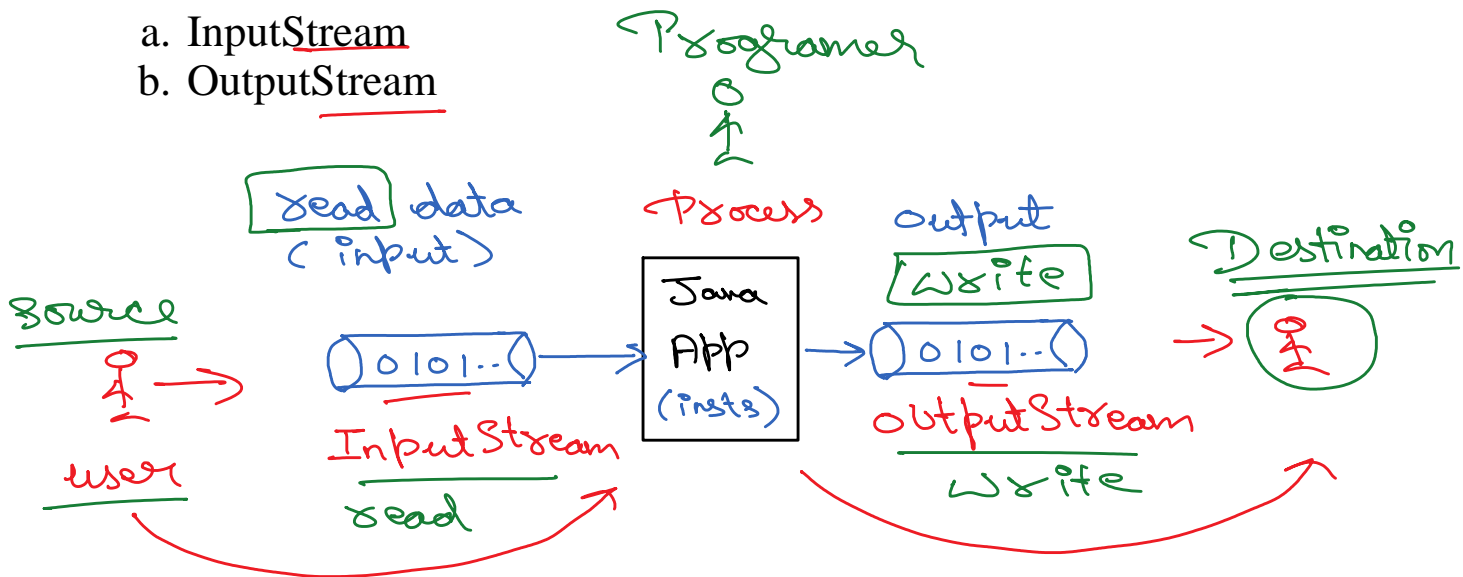 a. InputStream
b. OutputStream
Programer
read data
(input)
Process
output
write
Destination
source
Java
App
(insts)
0101..
0101..
InputStream
outputStream
user
read
write